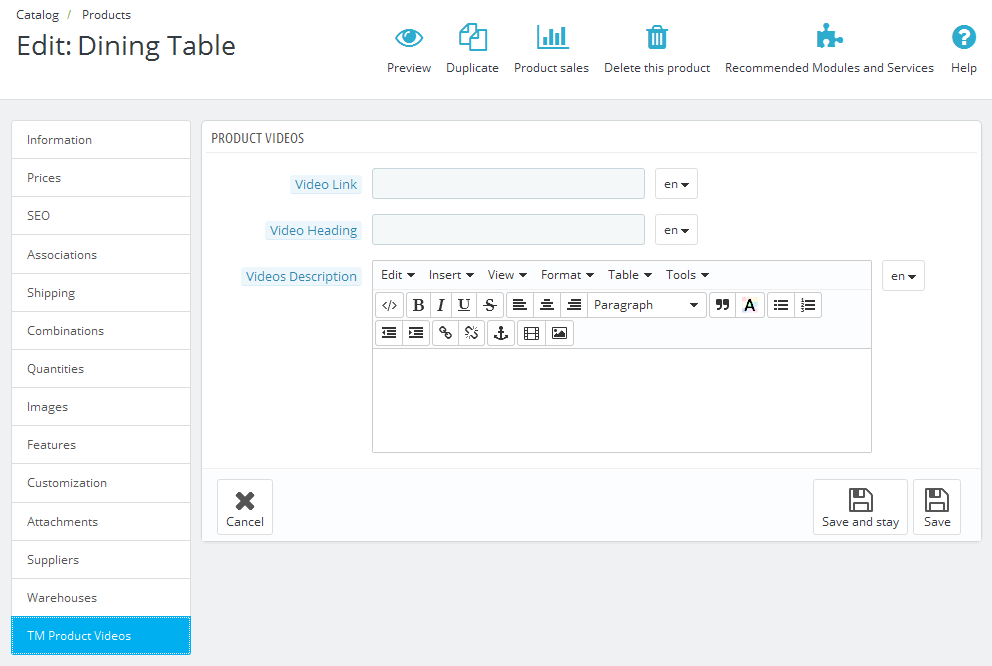 Catalog / Products
Edit: Dining Table
Preview
Duplicate
Product sales
Delete this product
Recommended Modules and Services
? Help
Information
Prices
SEO
Associations
Shipping
Combinations
Quantities
Images
Features
Customization
Attachments
Suppliers
Warehouses
TM Product Videos
PRODUCT VIDEOS
Video Link en
Video Heading en
Videos Description
Edit Insert View Format Table Tools
en
</> B I U S Paragraph A
Cancel
Save and stay
Save